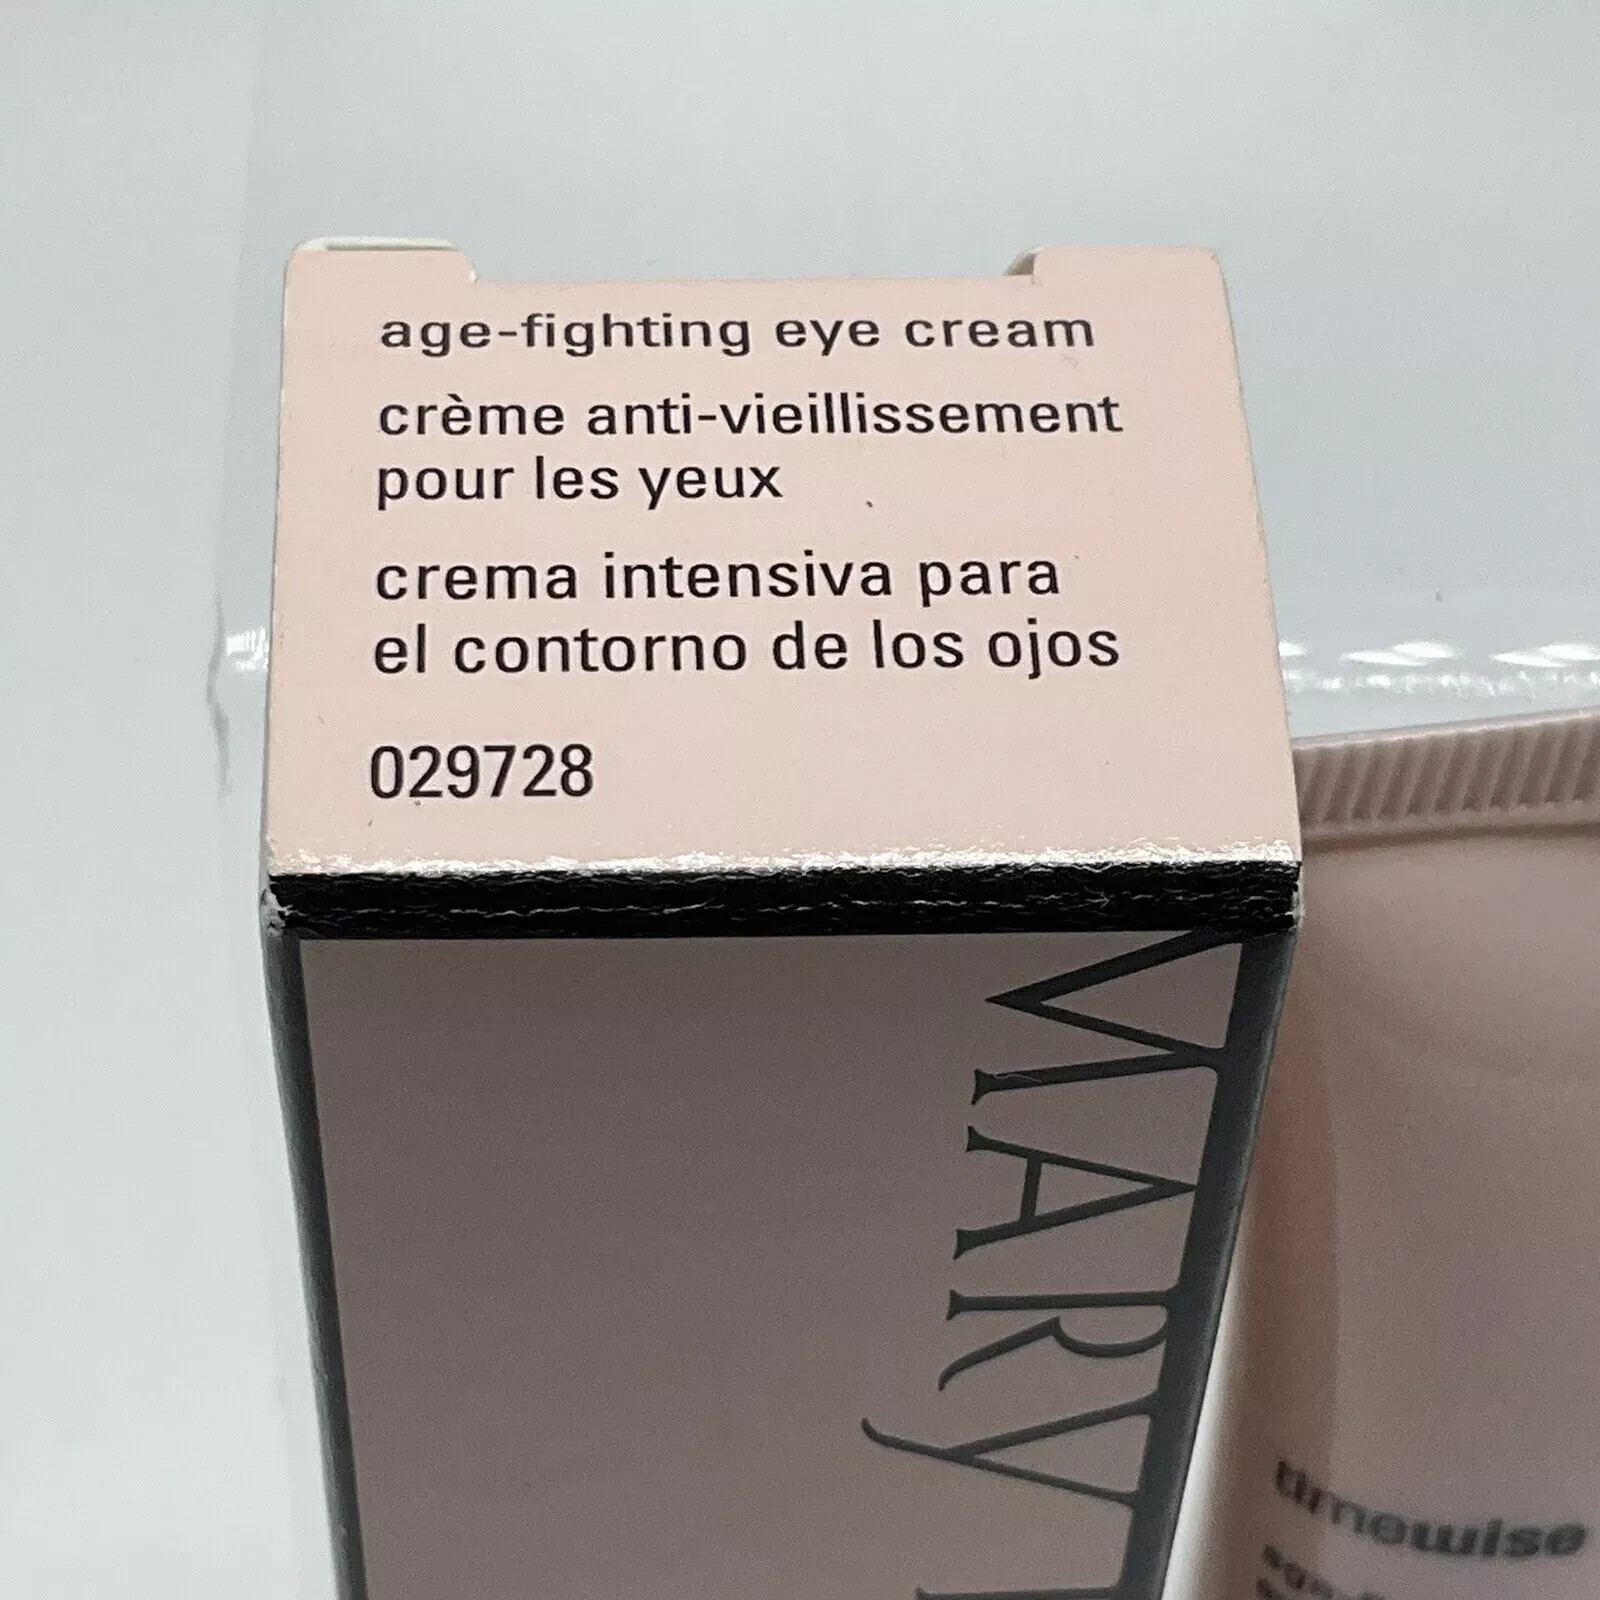 age-fighting eye cream
crème anti-vieillissement
pour les yeux
crema intensiva para
el contorno de los ojos
029728
MARY
timewise